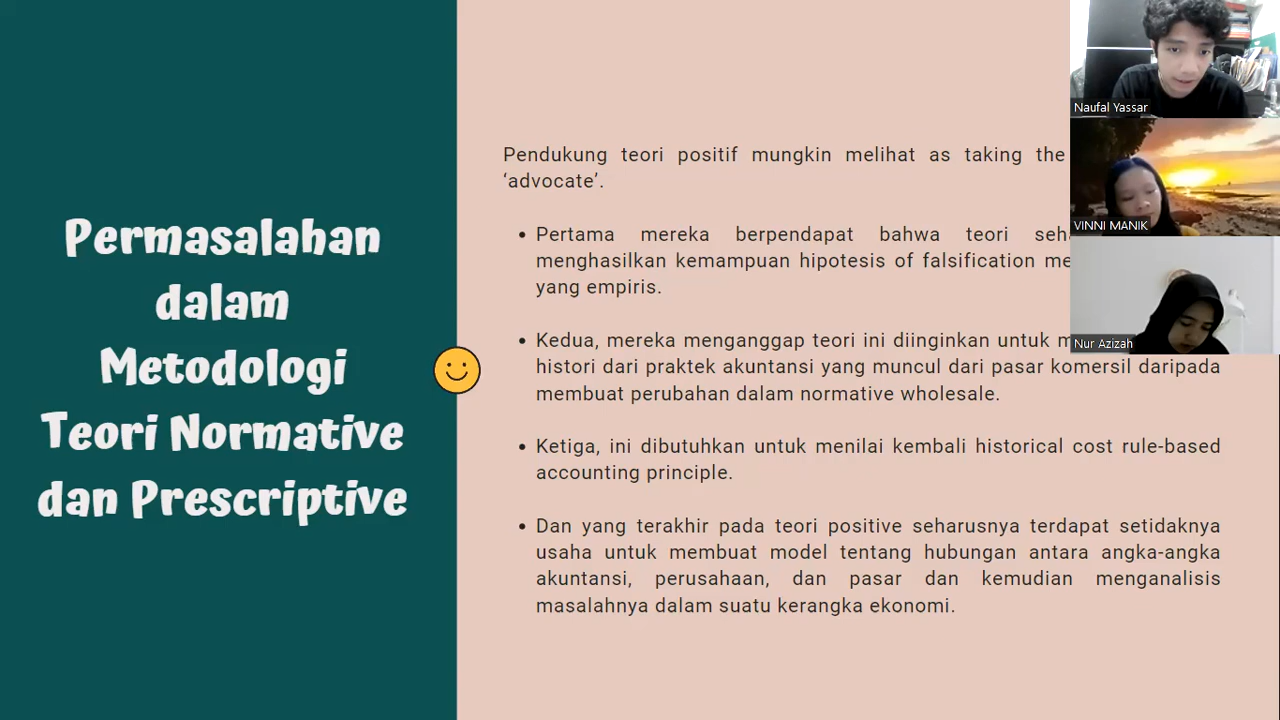 Permasalahan
dalam
Metodologi
Teori Normative
dan Prescriptive
Pendukung teori positif mungkin melihat as taking the
‘advocate’.
• Pertama mereka berpendapat bahwa teori
menghasilkan kemampuan hipotesis of falsification
yang empiris.
• Kedua, mereka menganggap teori ini diinginkan untuk
histori dari praktek akuntansi yang muncul dari pasar komersil daripada
membuat perubahan dalam normative wholesale.
• Ketiga, ini dibutuhkan untuk menilai kembali historical cost rule-based
accounting principle.
• Dan yang terakhir pada teori positive seharusnya terdapat setidaknya
usaha untuk membuat model tentang hubungan antara angka-angka
akuntansi, perusahaan, dan pasar dan kemudian menganalisis
masalahnya dalam suatu kerangka ekonomi.
Naufal Yassar
VINNI MANIK
Nur Azizah